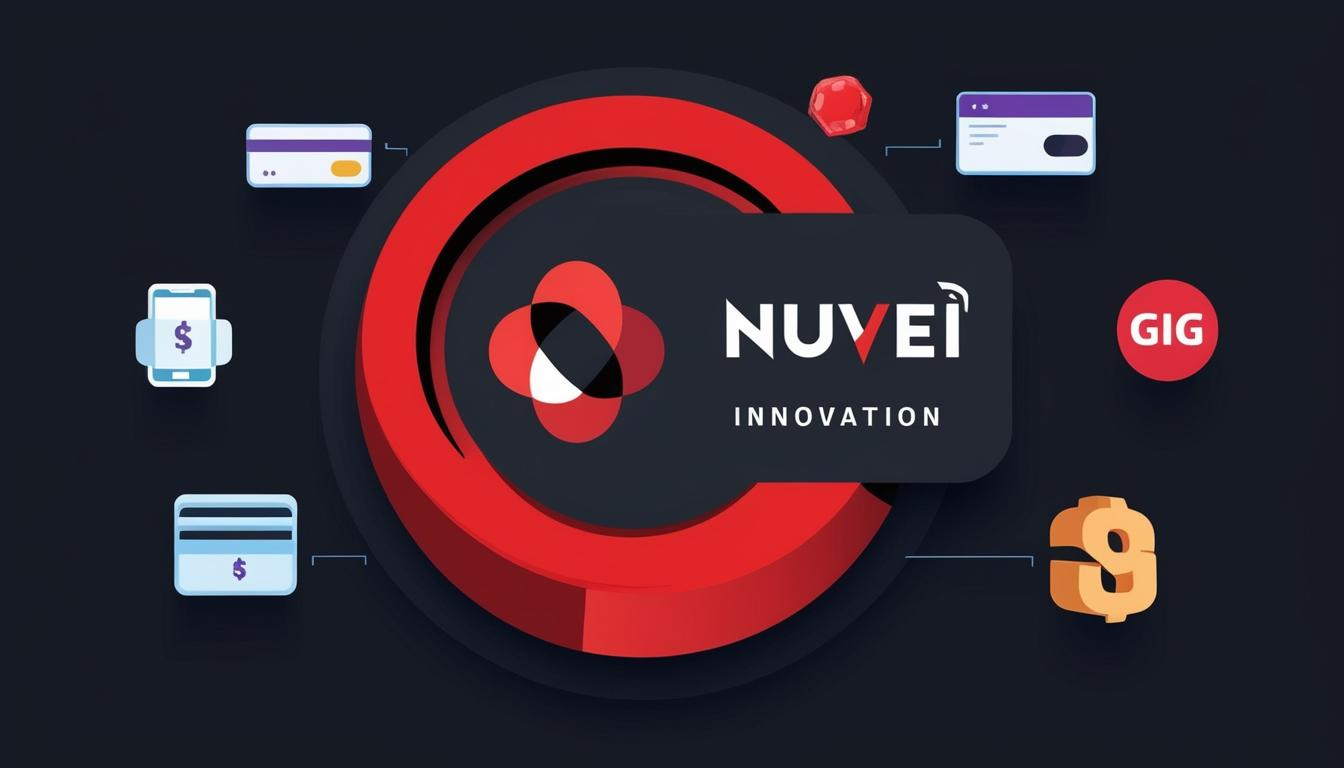 NUVEI
INNOVATION
GIG
$
$